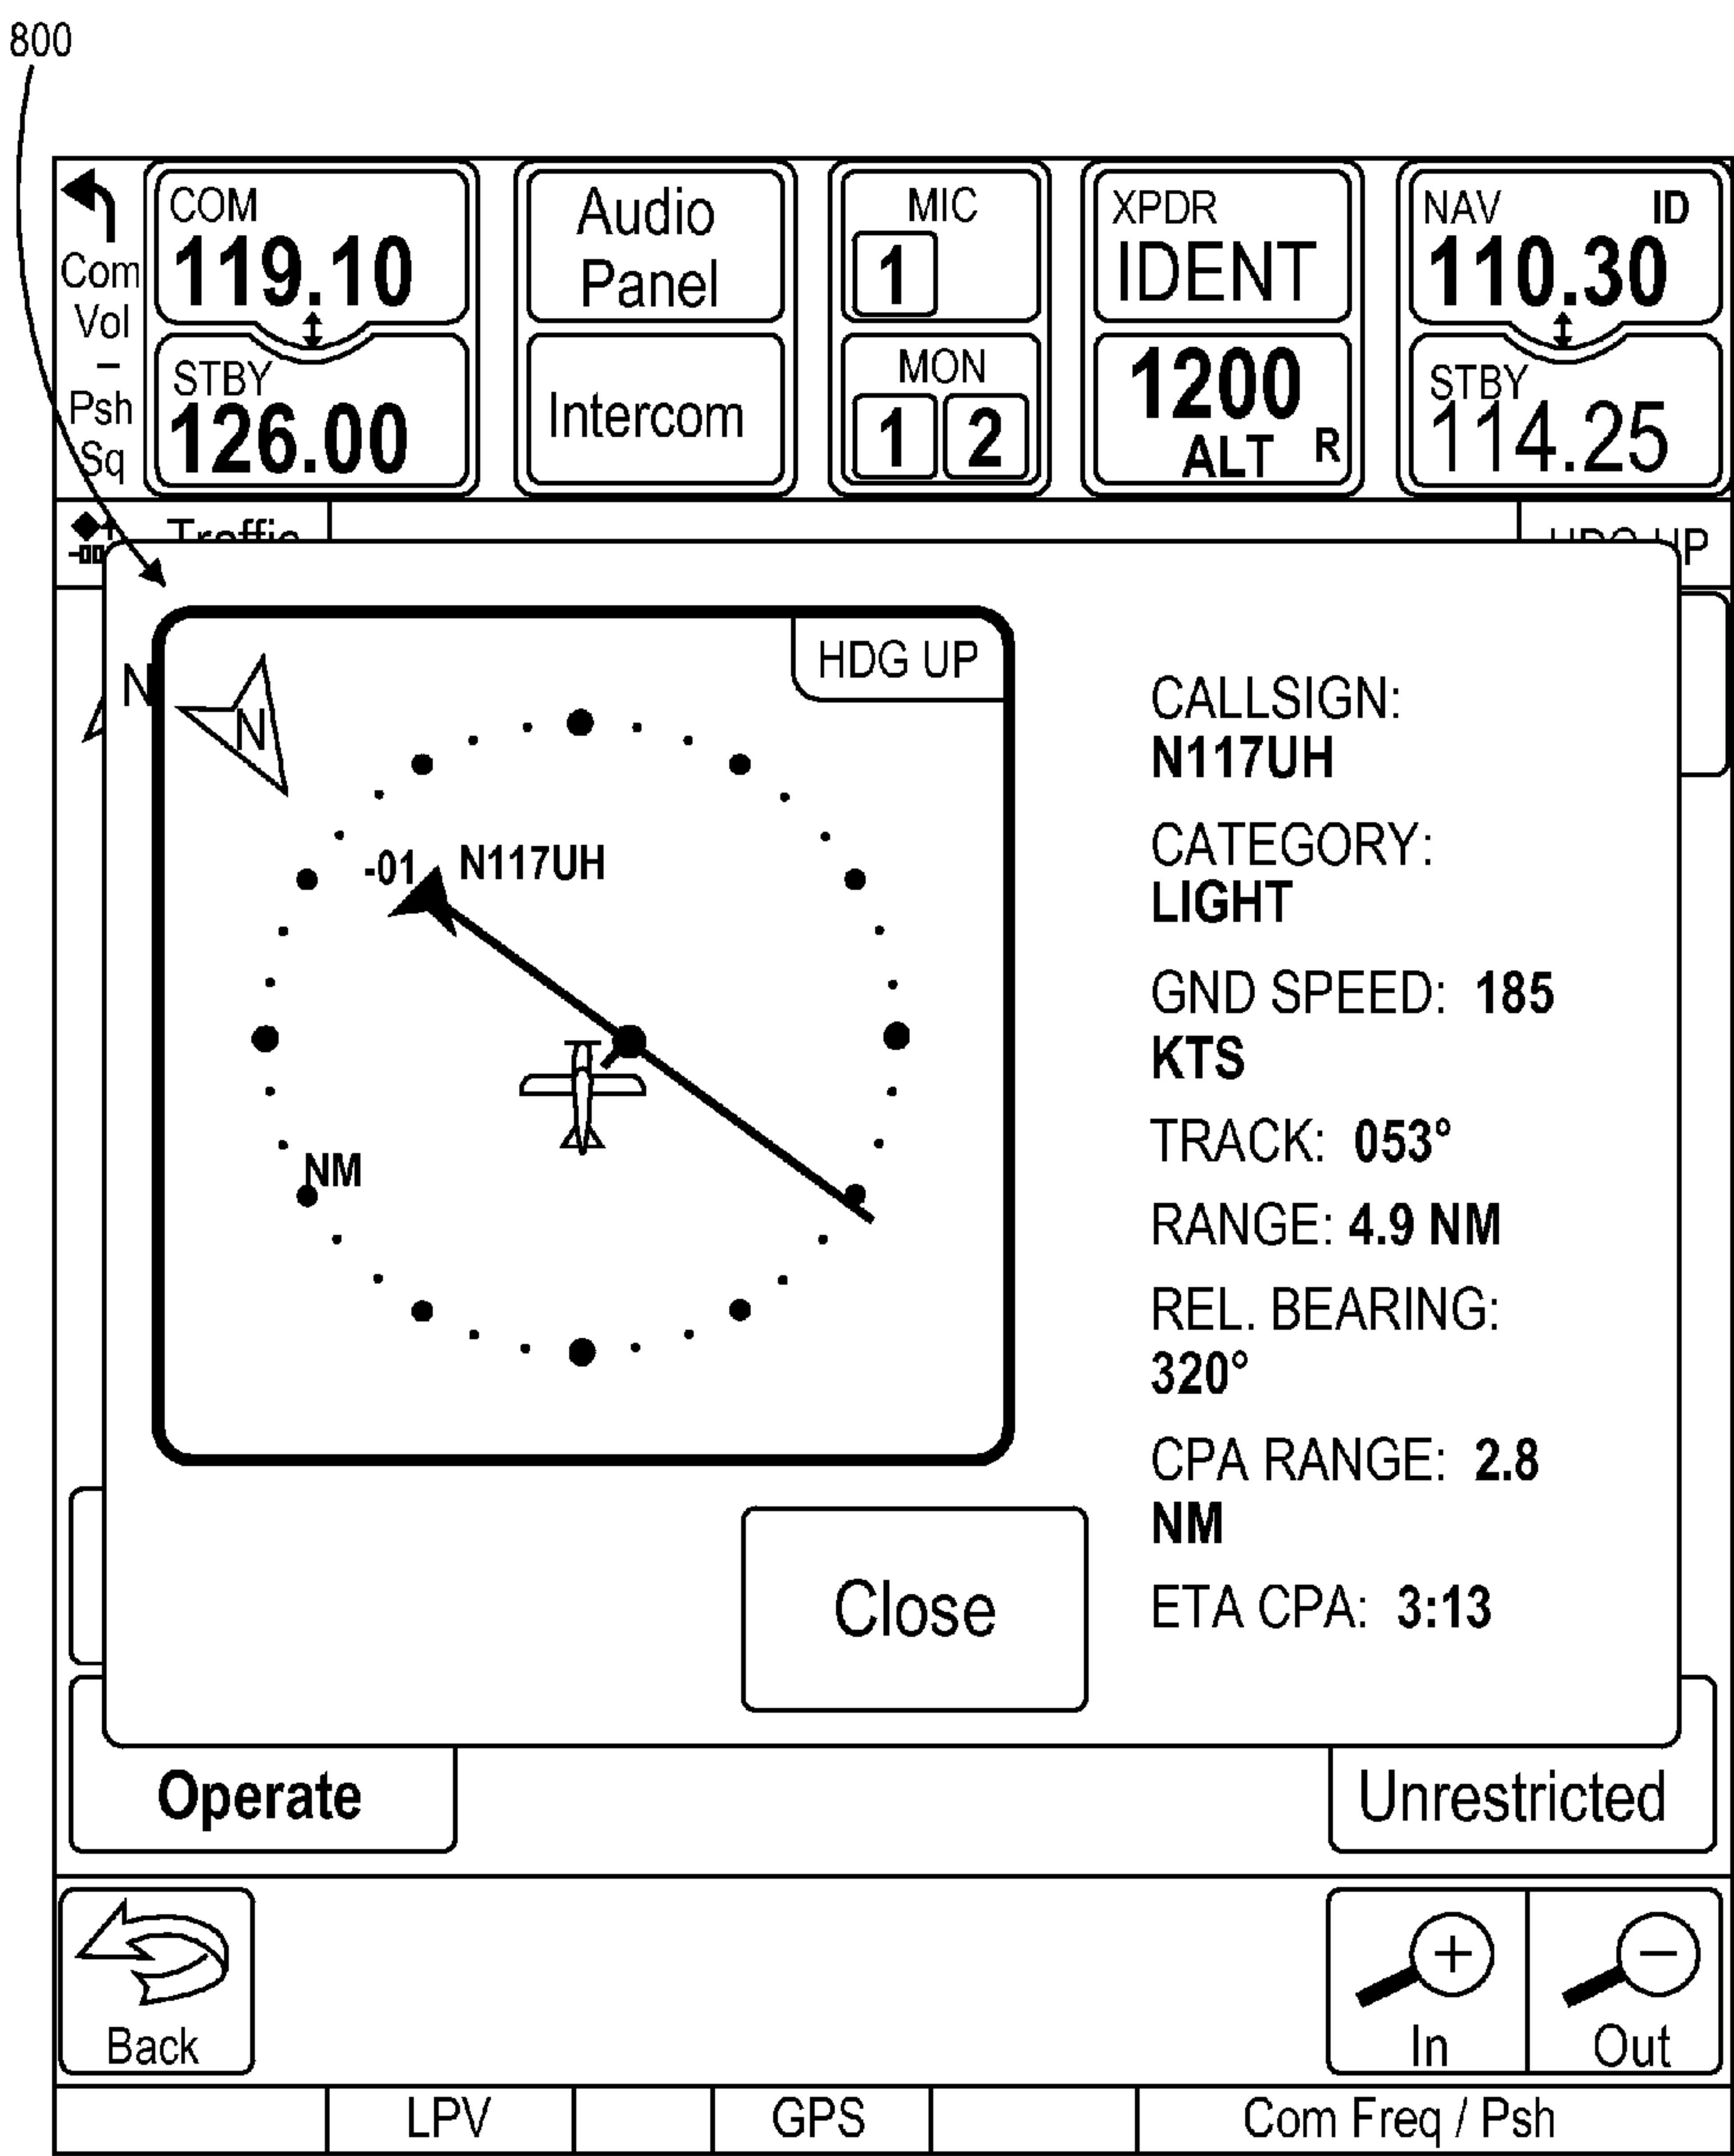 800
Com
Vol
–
Psh
Sq
COM
119.10
STBY
126.00
Audio
Panel
Intercom
MIC
1
MON
1 2
XPDR
IDENT
1200
ALT R
NAV ID
110.30
STBY
114.25
Traffic
HDG UP
N
N
HDG UP
-01 N117UH
NM
CALLSIGN:
N117UH
CATEGORY:
LIGHT
GND SPEED: 185
KTS
TRACK: 053°
RANGE: 4.9 NM
REL. BEARING:
320°
CPA RANGE: 2.8
NM
ETA CPA: 3:13
Close
Operate
Unrestricted
Back
In
Out
LPV
GPS
Com Freq / Psh